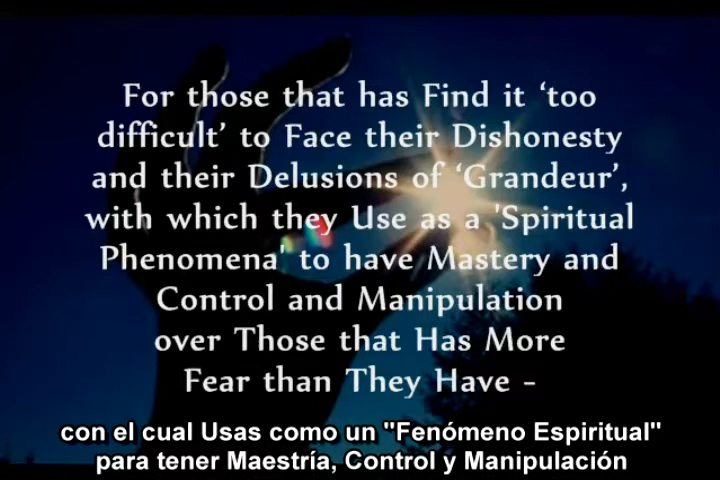 For those that has Find it ‘too
difficult’ to Face their Dishonesty
and their Delusions of ‘Grandeur’,
with which they Use as a 'Spiritual
Phenomena' to have Mastery and
Control and Manipulation
over Those that Has More
Fear than They Have -
con el cual Usas como un "Fenómeno Espiritual"
para tener Maestría, Control y Manipulación